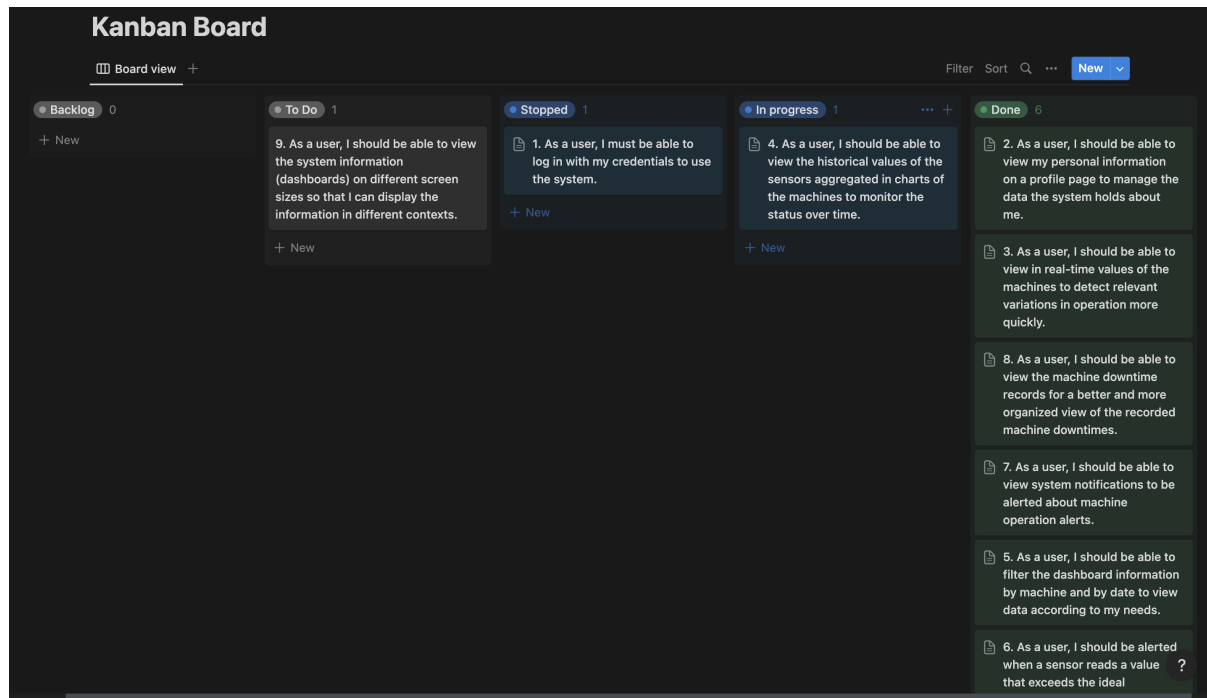 Kanban Board
Board view
Filter Sort New
Backlog 0
+ New
To Do 1
9. As a user, I should be able to view
the system information
(dashboards) on different screen
sizes so that I can display the
information in different contexts.
+ New
Stopped 1
1. As a user, I must be able to
log in with my credentials to use
the system.
+ New
In progress 1
4. As a user, I should be able to
view the historical values of the
sensors aggregated in charts of
the machines to monitor the
status over time.
+ New
Done 6
2. As a user, I should be able to
view my personal information
on a profile page to manage the
data the system holds about
me.
3. As a user, I should be able to
view in real-time values of the
machines to detect relevant
variations in operation more
quickly.
8. As a user, I should be able to
view the machine downtime
records for a better and more
organized view of the recorded
machine downtimes.
7. As a user, I should be able to
view system notifications to be
alerted about machine
operation alerts.
5. As a user, I should be able to
filter the dashboard information
by machine and by date to view
data according to my needs.
6. As a user, I should be alerted
when a sensor reads a value
that exceeds the ideal
?